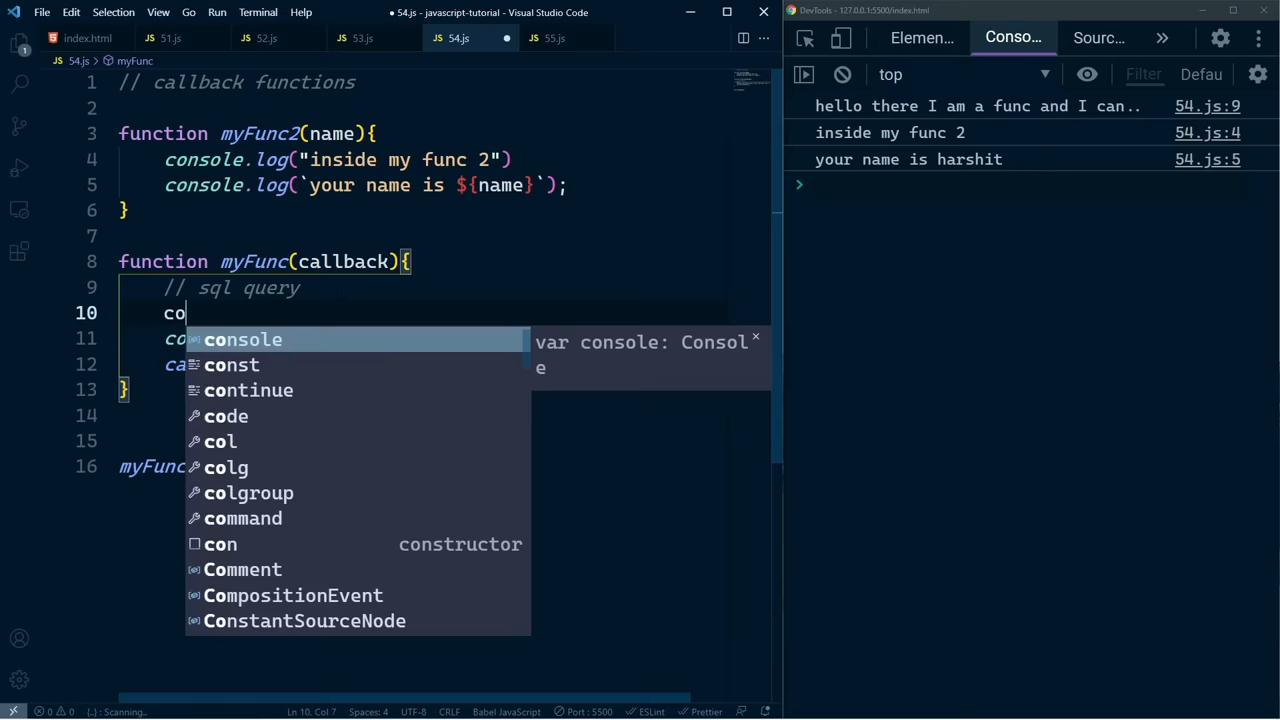 File Edit Selection View Go Run Terminal Help ● 54.js - javascript-tutorial - Visual Studio Code
DevTools - 127.0.0.1:5500/index.html
index.html 51.js 52.js 53.js 54.js 55.js
54.js > myFunc
Elemen... Conso... Sourc...
top Filter Defau
1 // callback functions
2
3 function myFunc2(name){
4 console.log("inside my func 2")
5 console.log(`your name is ${name}`);
6 }
7
8 function myFunc(callback){
9 // sql query
10 co
11 co
12 ca
13 }
14
15
16 myFunc
console
const
continue
code
col
colg
colgroup
command
con constructor
Comment
CompositionEvent
ConstantSourceNode
var console: Consol
e
hello there I am a func and I can.. 54.js:9
inside my func 2 54.js:4
your name is harshit 54.js:5
1
0 0 {..} : Scanning.. Ln 10, Col 7 Spaces: 4 UTF-8 CRLF Babel JavaScript Port : 5500 ESLint Prettier